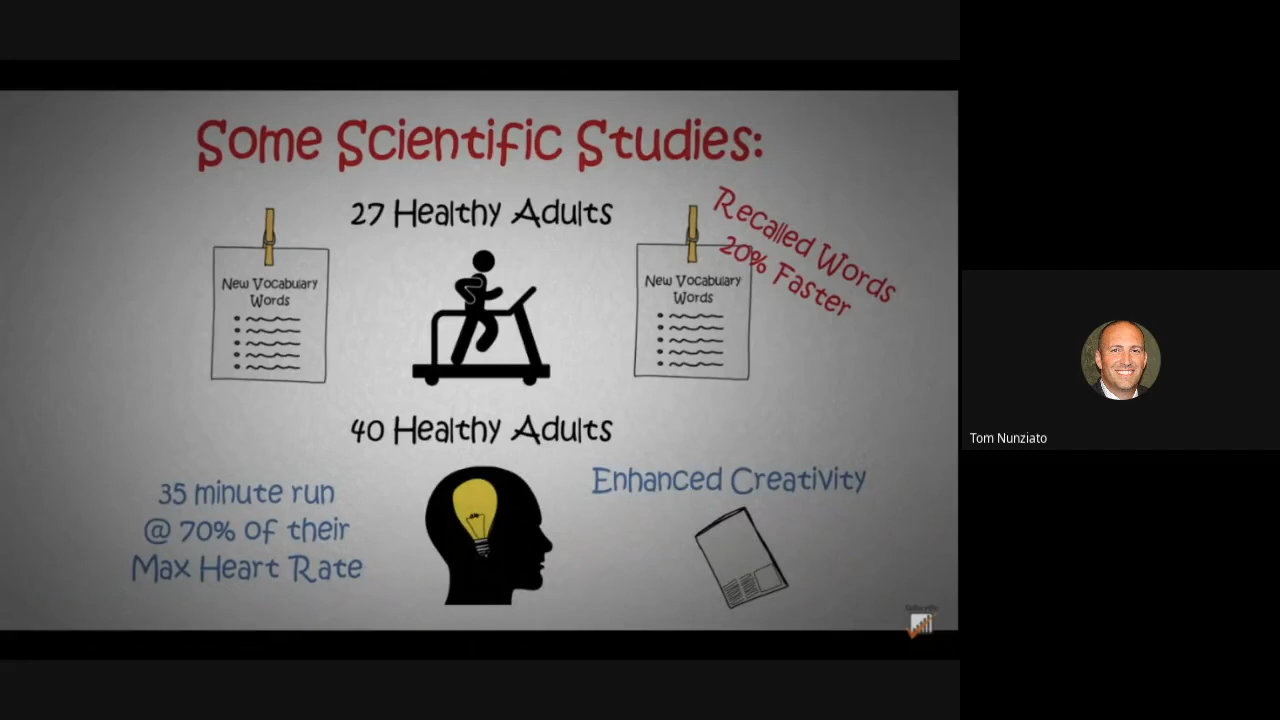 Some Scientific Studies:
27 Healthy Adults
New Vocabulary
Words
New Vocabulary
Words
Recalled Words
20% Faster
40 Healthy Adults
35 minute run
@ 70% of their
Max Heart Rate
Enhanced Creativity
Tom Nunziato